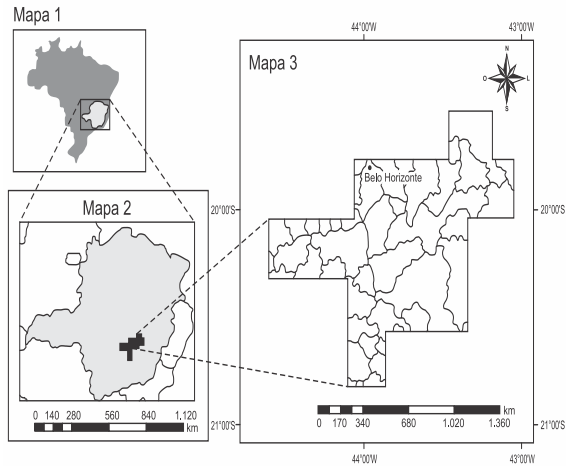 Mapa 1
44°00'W 43°00'W
Mapa 3
N
O L
S
Belo Horizonte
Mapa 2
20°00'S 20°00'S
0 140 280 560 840 1.120
km
km
0 170 340 680 1.020 1.360
21°00'S 21°00'S
44°00'W 43°00'W